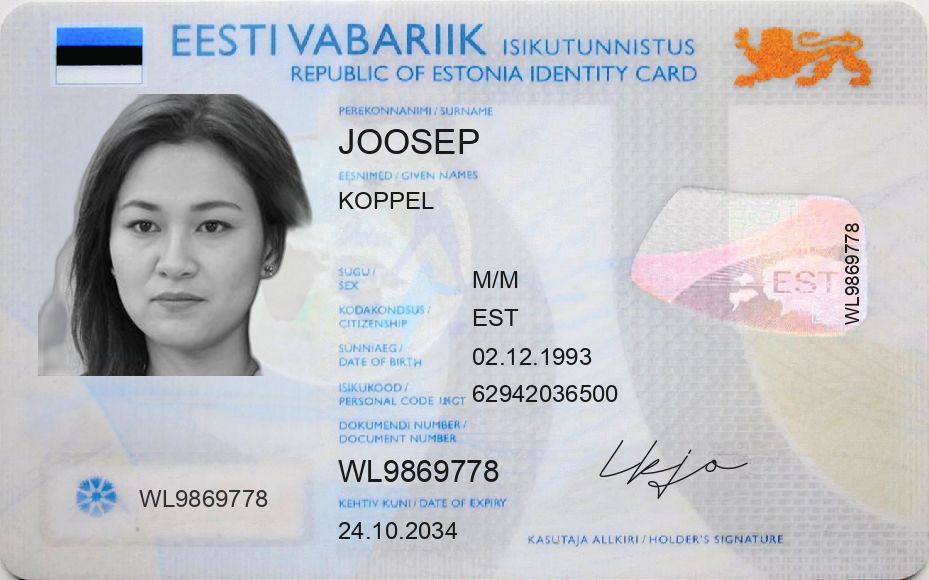 EESTI VABARIIK ISIKUTUNNISTUS
REPUBLIC OF ESTONIA IDENTITY CARD
PEREKONNANIMI / SURNAME
JOOSEP
EESNIMED / GIVEN NAMES
KOPPEL
SUGU /
SEX
M/M
KODAKONDSUS /
CITIZENSHIP
EST
SÜNNIAEG /
DATE OF BIRTH
02.12.1993
ISIKUKOOD /
PERSONAL CODE
62942036500
DOKUMENDI NUMBER /
DOCUMENT NUMBER
WL9869778
KEHTIV KUNI / DATE OF EXPIRY
24.10.2034
WL9869778
EST
WL9869778
KASUTAJA ALLKIRI / HOLDER'S SIGNATURE